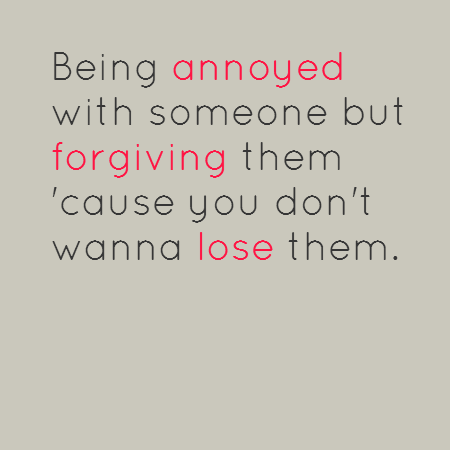 Being annoyed
with someone but
forgiving them
'cause you don't
wanna lose them.